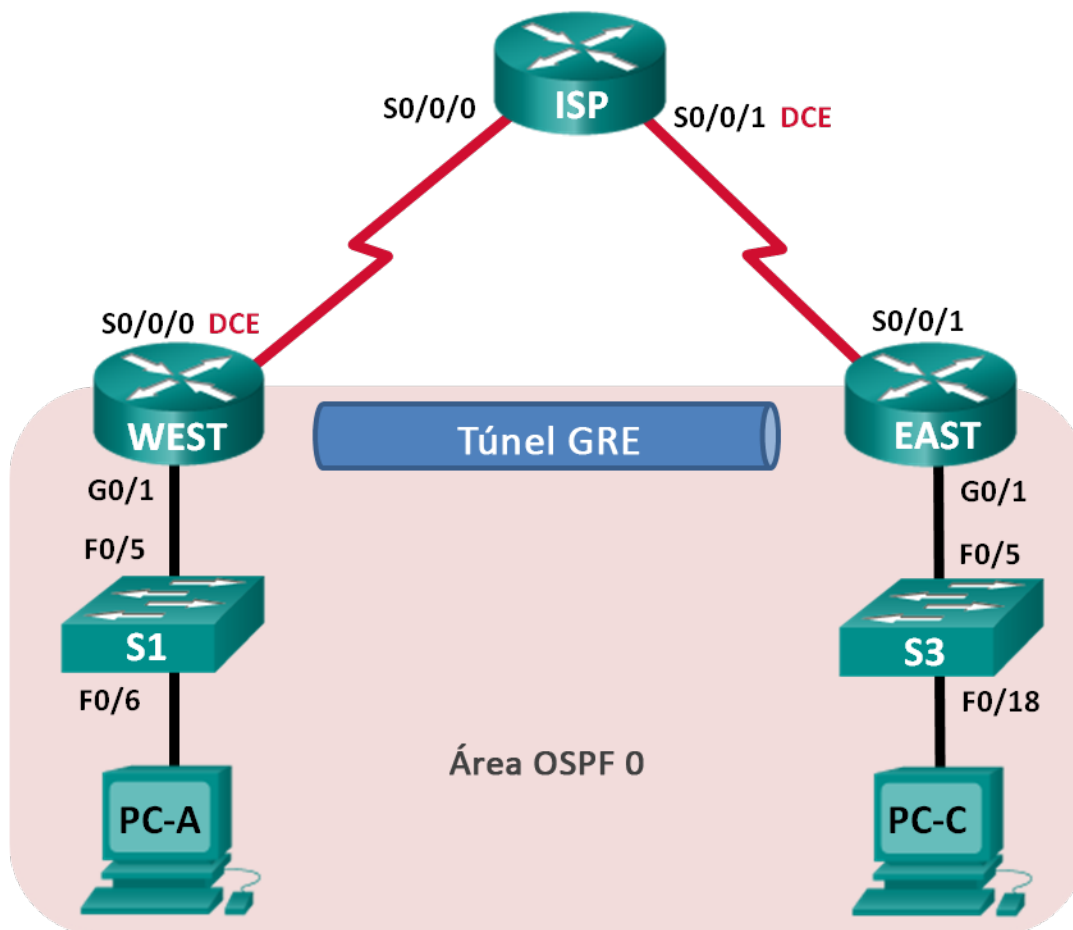 ISP
S0/0/0
S0/0/1 DCE
S0/0/0 DCE
S0/0/1
WEST
Túnel GRE
EAST
G0/1
G0/1
F0/5
F0/5
S1
S3
F0/6
F0/18
Área OSPF 0
PC-A
PC-C